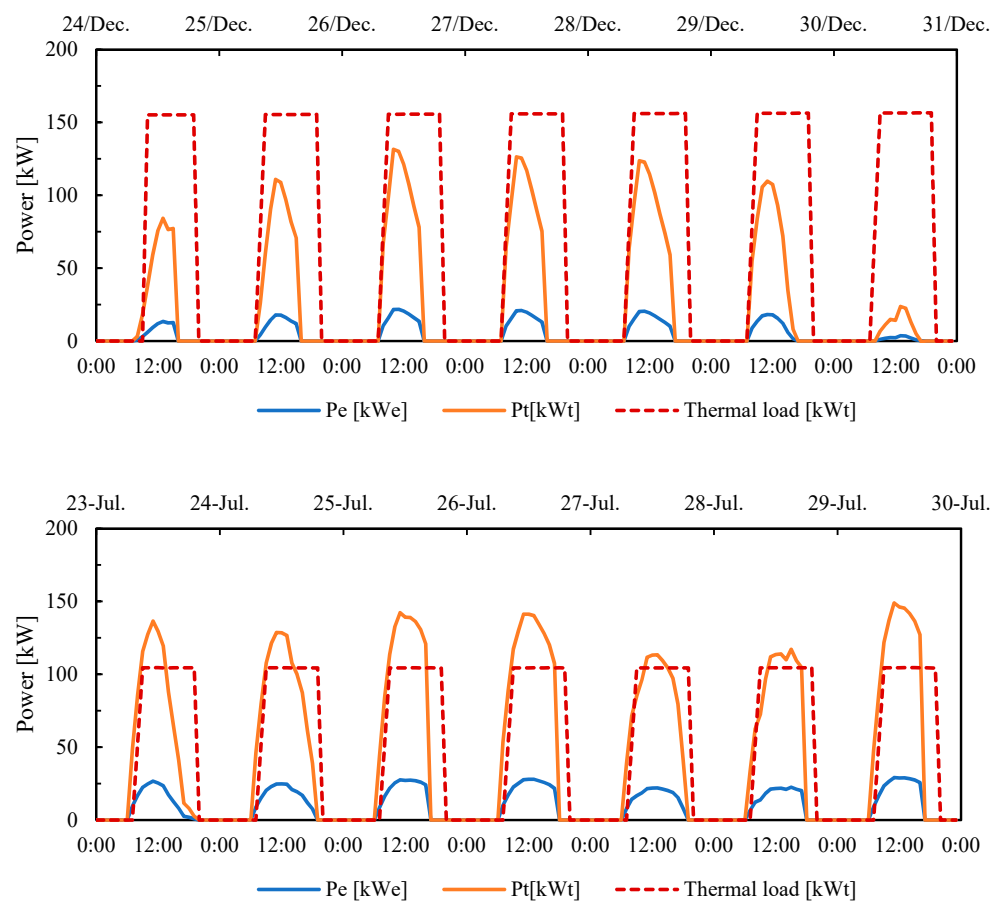 24/Dec. 25/Dec. 26/Dec. 27/Dec. 28/Dec. 29/Dec. 30/Dec. 31/Dec.
200
150
100
50
0
Power [kW]
0:00 12:00 0:00 12:00 0:00 12:00 0:00 12:00 0:00 12:00 0:00 12:00 0:00 12:00 0:00
Pe [kWe] Pt[kWt] Thermal load [kWt]
23-Jul. 24-Jul. 25-Jul. 26-Jul. 27-Jul. 28-Jul. 29-Jul. 30-Jul.
200
150
100
50
0
Power [kW]
0:00 12:00 0:00 12:00 0:00 12:00 0:00 12:00 0:00 12:00 0:00 12:00 0:00 12:00 0:00
Pe [kWe] Pt[kWt] Thermal load [kWt]